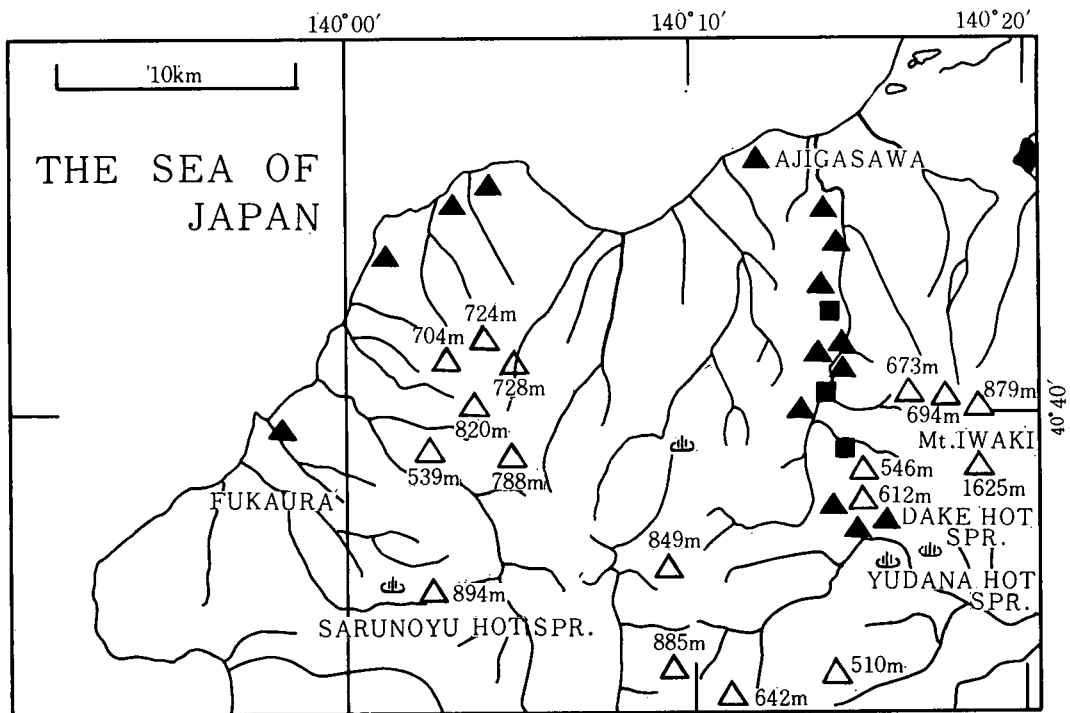 140°00′
140°10′
140°20′
10km
THE SEA OF
JAPAN
AJIGASAWA
724m
704m
728m
673m
879m
694m
820m
40°40′
Mt.IWAKI
539m
788m
546m
1625m
FUKAURA
612m
DAKE HOT
SPR.
849m
YUDANA HOT
SPR.
894m
SARUNOYU HOT SPR.
885m
510m
642m